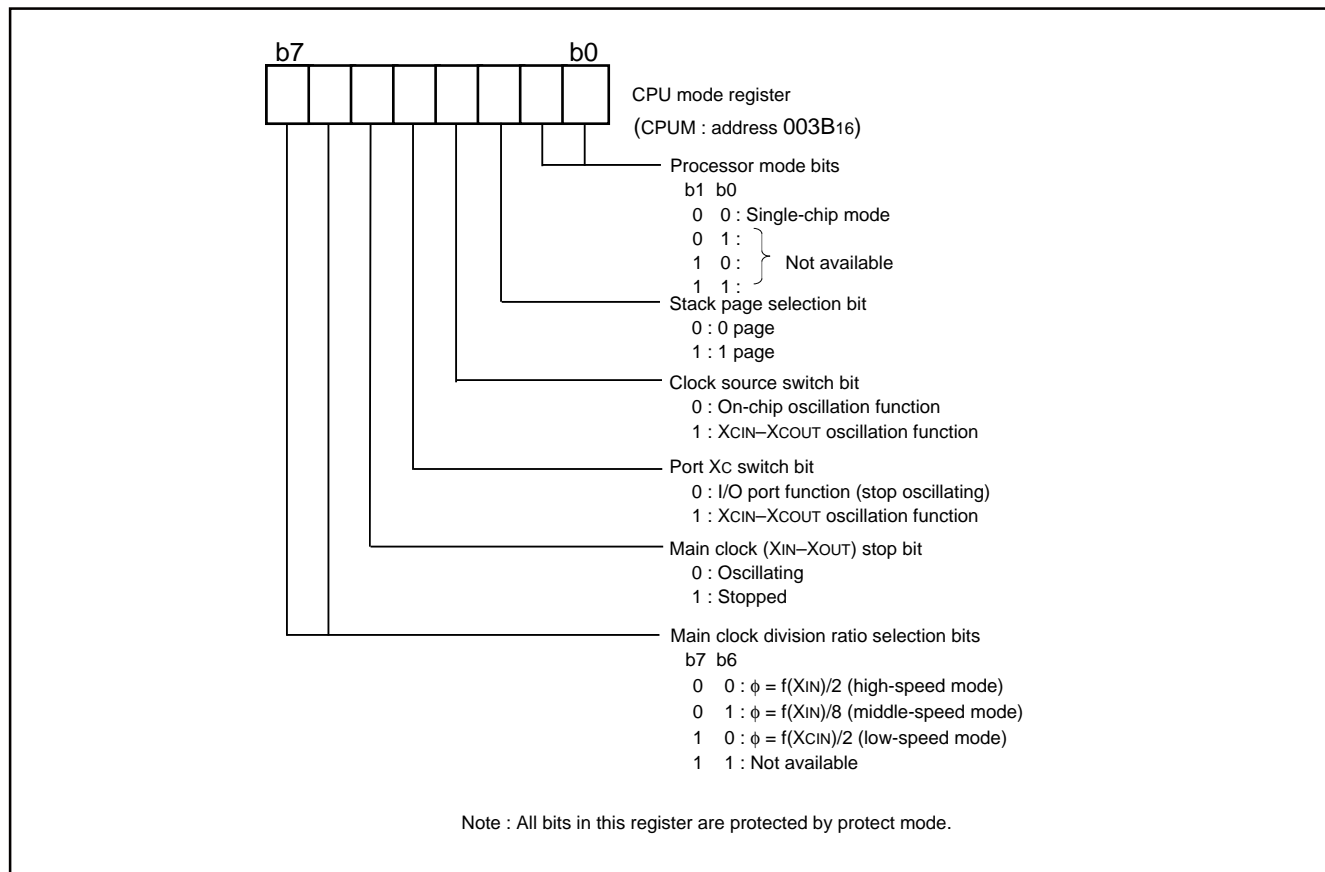 b7 b0
CPU mode register
(CPUM : address 003B16)
Processor mode bits
b1 b0
0 0 : Single-chip mode
0 1 :
1 0 : Not available
1 1 :
Stack page selection bit
0 : 0 page
1 : 1 page
Clock source switch bit
0 : On-chip oscillation function
1 : XCIN–XCOUT oscillation function
Port XC switch bit
0 : I/O port function (stop oscillating)
1 : XCIN–XCOUT oscillation function
Main clock (XIN–XOUT) stop bit
0 : Oscillating
1 : Stopped
Main clock division ratio selection bits
b7 b6
0 0 : φ = f(XIN)/2 (high-speed mode)
0 1 : φ = f(XIN)/8 (middle-speed mode)
1 0 : φ = f(XCIN)/2 (low-speed mode)
1 1 : Not available
Note : All bits in this register are protected by protect mode.